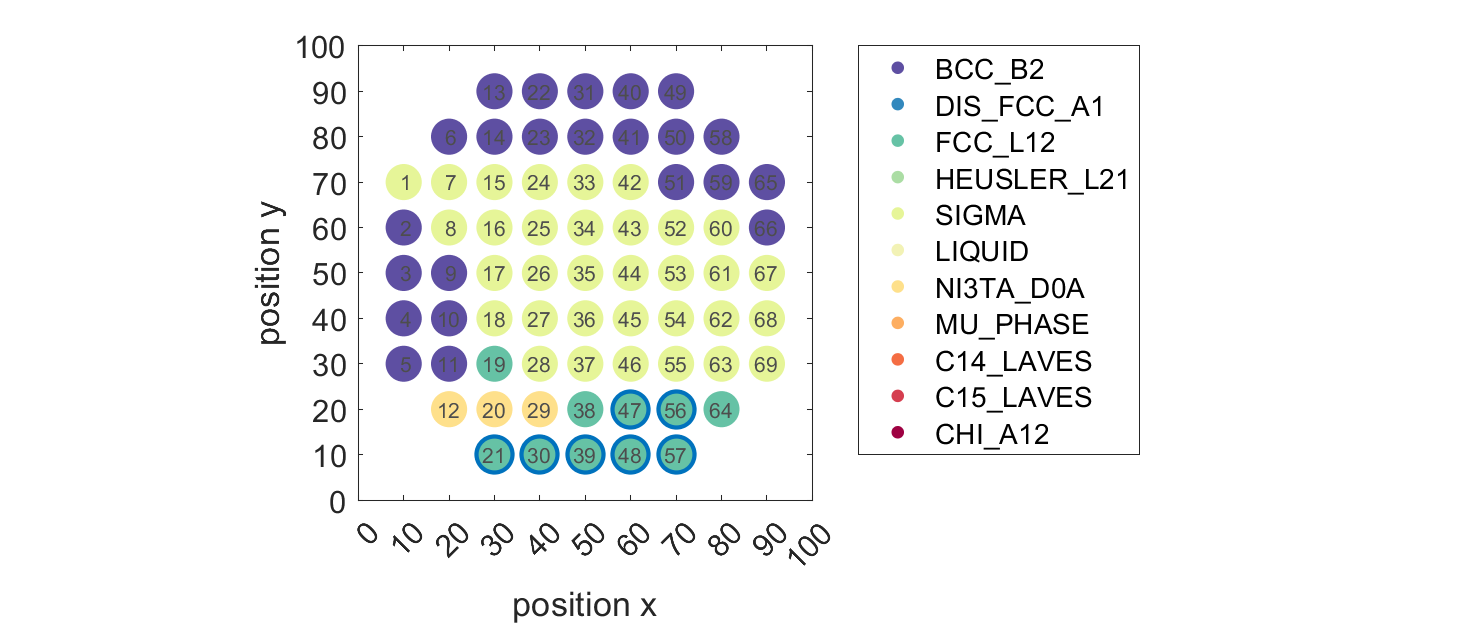 100
90
80
70
60
50
40
30
20
10
0
position y
13 22 31 40 49
6 14 23 32 41 50 58
1 7 15 24 33 42 51 59 65
2 8 16 25 34 43 52 60 66
3 9 17 26 35 44 53 61 67
4 10 18 27 36 45 54 62 68
5 11 19 28 37 46 55 63 69
12 20 29 38 47 56 64
21 30 39 48 57
0 10 20 30 40 50 60 70 80 90 100
position x
BCC_B2
DIS_FCC_A1
FCC_L12
HEUSLER_L21
SIGMA
LIQUID
NI3TA_D0A
MU_PHASE
C14_LAVES
C15_LAVES
CHI_A12